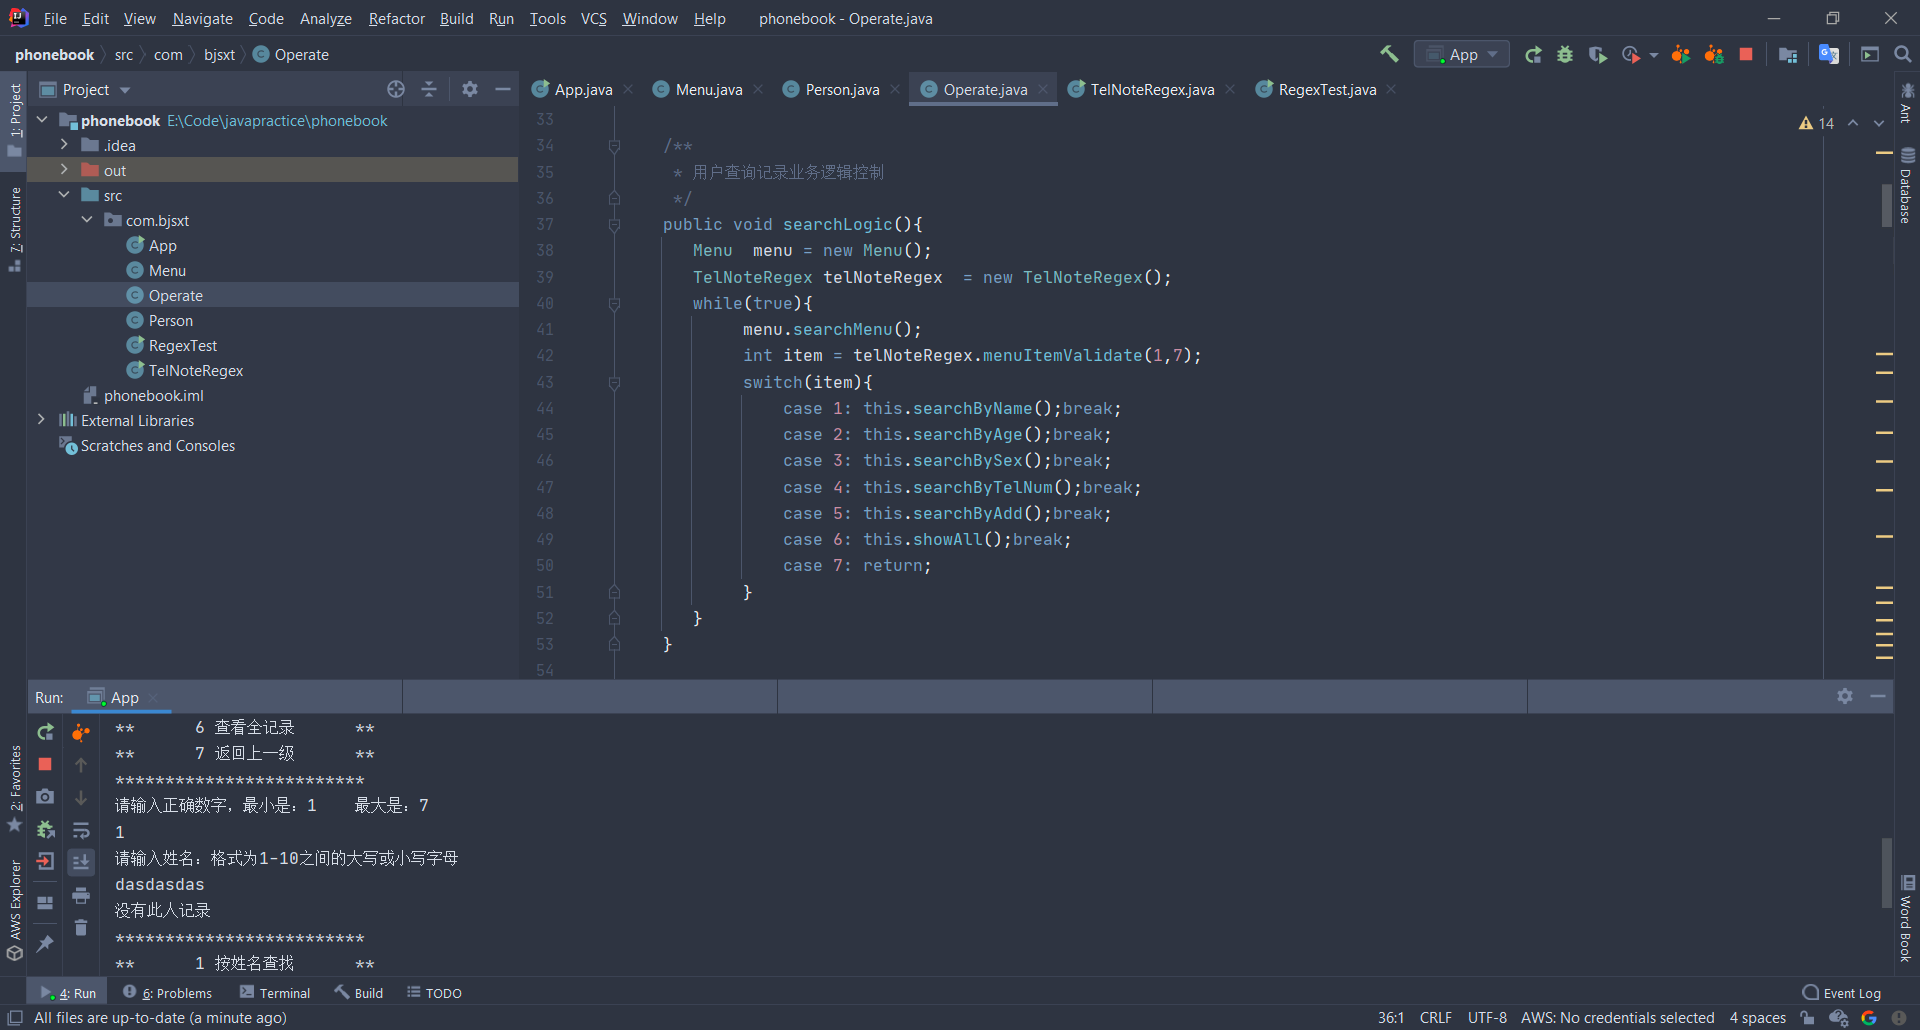 File Edit View Navigate Code Analyze Refactor Build Run Tools VCS Window Help phonebook - Operate.java
phonebook src com bjsxt Operate
App
1: Project
7: Structure
2: Favorites
AWS Explorer
Project
phonebook E:\Code\javapractice\phonebook
.idea
out
src
com.bjsxt
App
Menu
Operate
Person
RegexTest
TelNoteRegex
phonebook.iml
External Libraries
Scratches and Consoles
App.java Menu.java Person.java Operate.java TelNoteRegex.java RegexTest.java
14
33
34 /**
35 * 用户查询记录业务逻辑控制
36 */
37 public void searchLogic(){
38 Menu  menu = new Menu();
39 TelNoteRegex telNoteRegex  = new TelNoteRegex();
40 while(true){
41 menu.searchMenu();
42 int item = telNoteRegex.menuItemValidate(1,7);
43 switch(item){
44 case 1: this.searchByName();break;
45 case 2: this.searchByAge();break;
46 case 3: this.searchBySex();break;
47 case 4: this.searchByTelNum();break;
48 case 5: this.searchByAdd();break;
49 case 6: this.showAll();break;
50 case 7: return;
51 }
52 }
53 }
54
Ant
Database
Word Book
Run: App
** 6 查看全记录 **
** 7 返回上一级 **
*************************
请输入正确数字，最小是：1 最大是：7
1
请输入姓名：格式为1-10之间的大写或小写字母
dasdasdas
没有此人记录
*************************
** 1 按姓名查找 **
4: Run 6: Problems Terminal Build TODO Event Log
All files are up-to-date (a minute ago) 36:1 CRLF UTF-8 AWS: No credentials selected 4 spaces